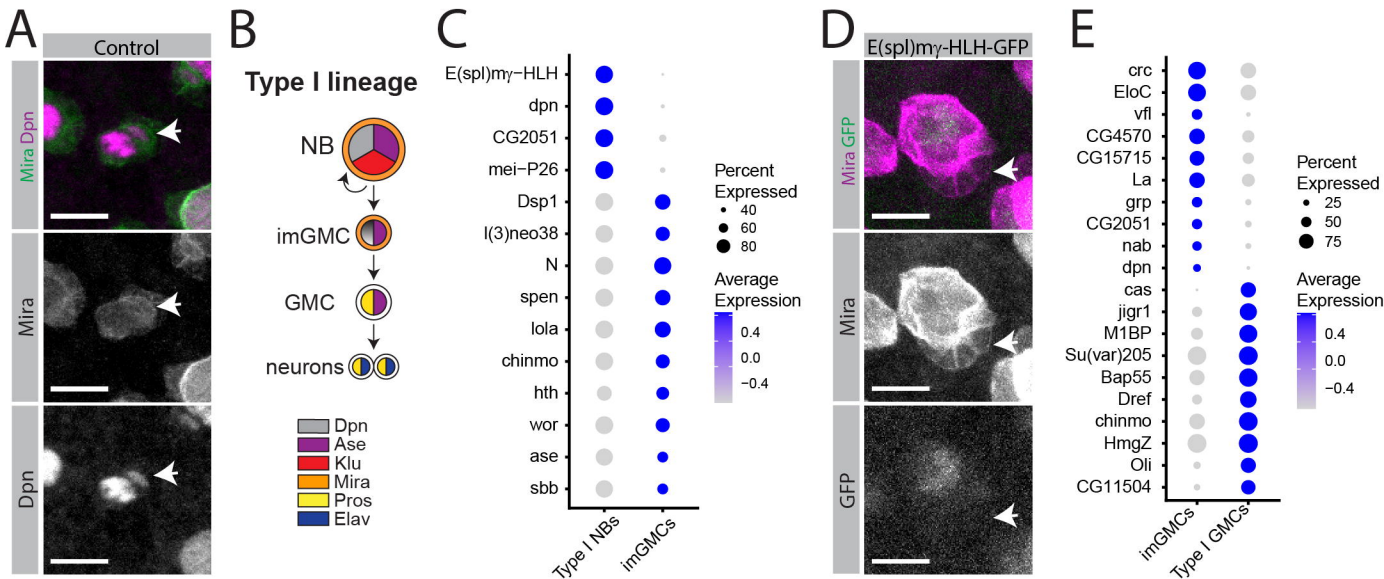 A
Control
Mira Dpn
Mira
Dpn
B
Type I lineage
NB
imGMC
GMC
neurons
Dpn
Ase
Klu
Mira
Pros
Elav
C
E(spl)mγ−HLH
dpn
CG2051
mei−P26
Dsp1
l(3)neo38
N
spen
lola
chinmo
hth
wor
ase
sbb
Type I NBs
imGMCs
Percent
Expressed
40
60
80
Average
Expression
0.4
0.0
−0.4
D
E(spl)mγ-HLH-GFP
Mira GFP
Mira
GFP
E
crc
EloC
vfl
CG4570
CG15715
La
grp
CG2051
nab
dpn
cas
jigr1
M1BP
Su(var)205
Bap55
Dref
chinmo
HmgZ
Oli
CG11504
imGMCs
Type I GMCs
Percent
Expressed
25
50
75
Average
Expression
0.4
0.0
−0.4